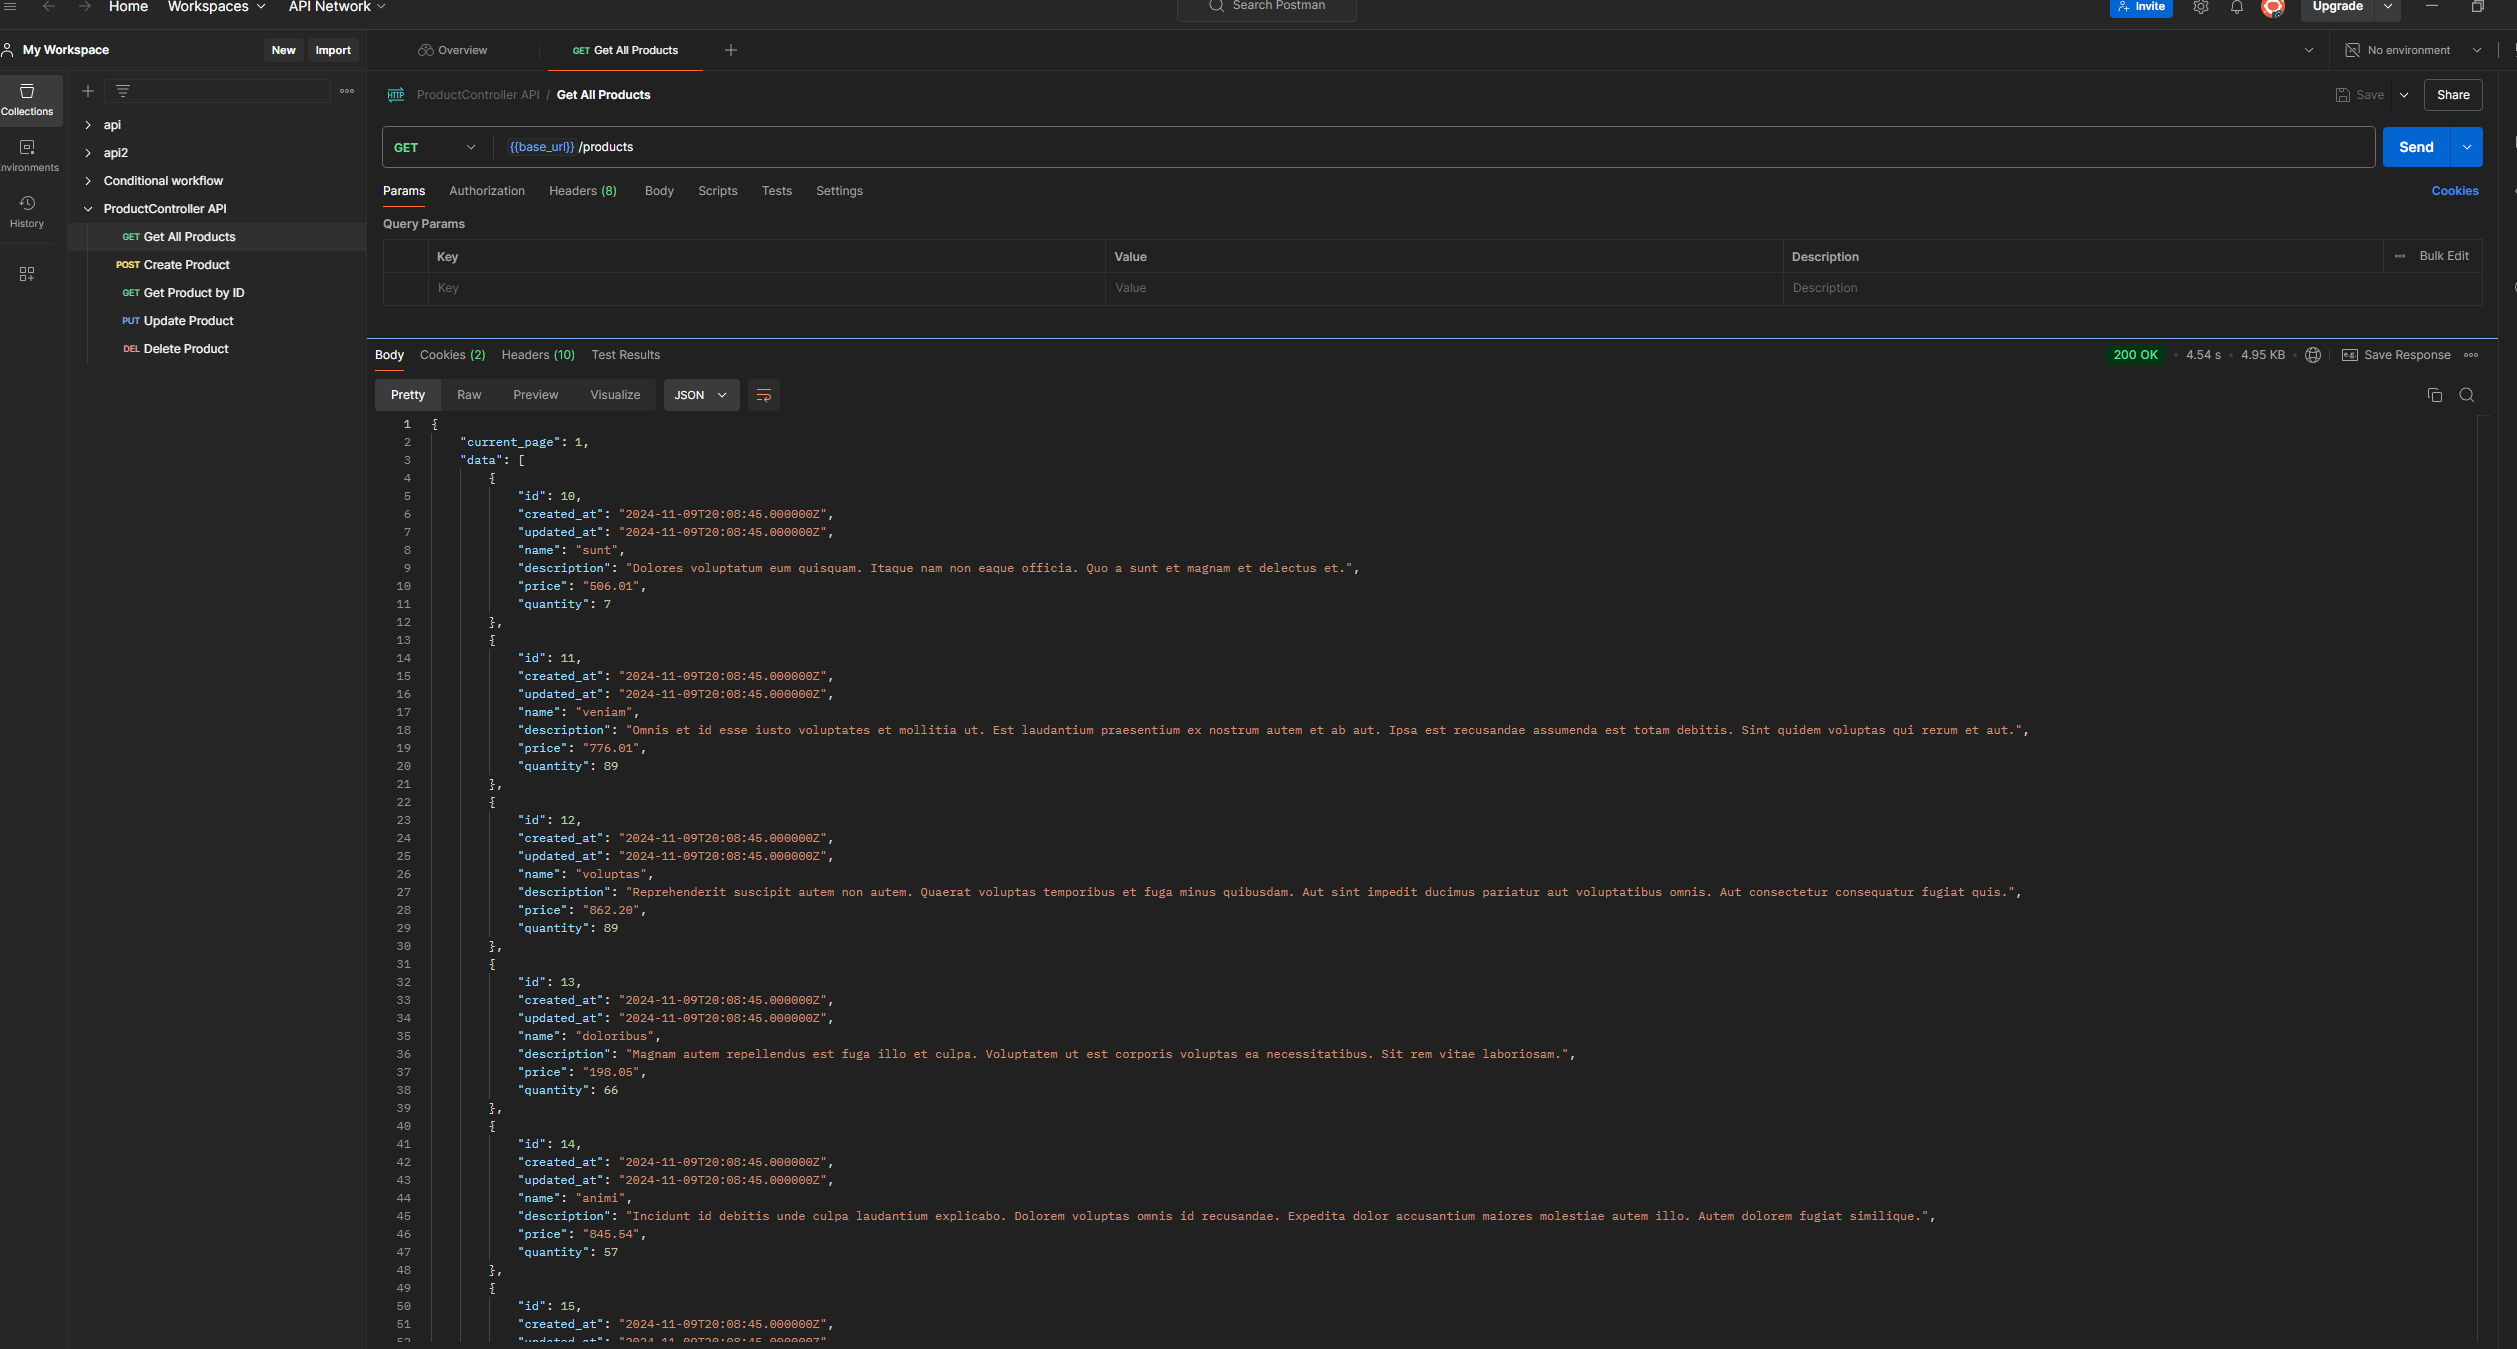 Home Workspaces API Network Search Postman Invite Upgrade
My Workspace New Import Overview GET Get All Products No environment
Collections
api
HTTP ProductController API / Get All Products Save Share
api2
GET {{base_url}} /products Send
nvironments
Conditional workflow
Params Authorization Headers (8) Body Scripts Tests Settings Cookies
History
ProductController API
Query Params
GET Get All Products
Key Value Description Bulk Edit
POST Create Product
Key Value Description
GET Get Product by ID
PUT Update Product
DEL Delete Product
Body Cookies (2) Headers (10) Test Results 200 OK 4.54 s 4.95 KB e.g. Save Response
Pretty Raw Preview Visualize JSON
1 {
2 "current_page": 1,
3 "data": [
4 {
5 "id": 10,
6 "created_at": "2024-11-09T20:08:45.000000Z",
7 "updated_at": "2024-11-09T20:08:45.000000Z",
8 "name": "sunt",
9 "description": "Dolores voluptatum eum quisquam. Itaque nam non eaque officia. Quo a sunt et magnam et delectus et.",
10 "price": "506.01",
11 "quantity": 7
12 },
13 {
14 "id": 11,
15 "created_at": "2024-11-09T20:08:45.000000Z",
16 "updated_at": "2024-11-09T20:08:45.000000Z",
17 "name": "veniam",
18 "description": "Omnis et id esse iusto voluptates et mollitia ut. Est laudantium praesentium ex nostrum autem et ab aut. Ipsa est recusandae assumenda est totam debitis. Sint quidem voluptas qui rerum et aut.",
19 "price": "776.01",
20 "quantity": 89
21 },
22 {
23 "id": 12,
24 "created_at": "2024-11-09T20:08:45.000000Z",
25 "updated_at": "2024-11-09T20:08:45.000000Z",
26 "name": "voluptas",
27 "description": "Reprehenderit suscipit autem non autem. Quaerat voluptas temporibus et fuga minus quibusdam. Aut sint impedit ducimus pariatur aut voluptatibus omnis. Aut consectetur consequatur fugiat quis.",
28 "price": "862.20",
29 "quantity": 89
30 },
31 {
32 "id": 13,
33 "created_at": "2024-11-09T20:08:45.000000Z",
34 "updated_at": "2024-11-09T20:08:45.000000Z",
35 "name": "doloribus",
36 "description": "Magnam autem repellendus est fuga illo et culpa. Voluptatem ut est corporis voluptas ea necessitatibus. Sit rem vitae laboriosam.",
37 "price": "198.05",
38 "quantity": 66
39 },
40 {
41 "id": 14,
42 "created_at": "2024-11-09T20:08:45.000000Z",
43 "updated_at": "2024-11-09T20:08:45.000000Z",
44 "name": "animi",
45 "description": "Incidunt id debitis unde culpa laudantium explicabo. Dolorem voluptas omnis id recusandae. Expedita dolor accusantium maiores molestiae autem illo. Autem dolorem fugiat similique.",
46 "price": "845.54",
47 "quantity": 57
48 },
49 {
50 "id": 15,
51 "created_at": "2024-11-09T20:08:45.000000Z",
52 "updated_at": "2024-11-09T20:08:45.000000Z"